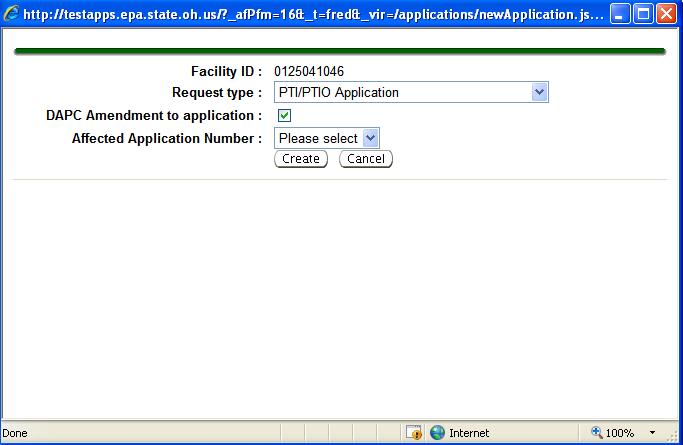 http://testapps.epa.state.oh.us/?_afPfm=16&_t=fred&_vir=/applications/newApplication.js...
Facility ID : 0125041046
Request type : PTI/PTIO Application
DAPC Amendment to application :
Affected Application Number : Please select
Create Cancel
Done Internet 100%